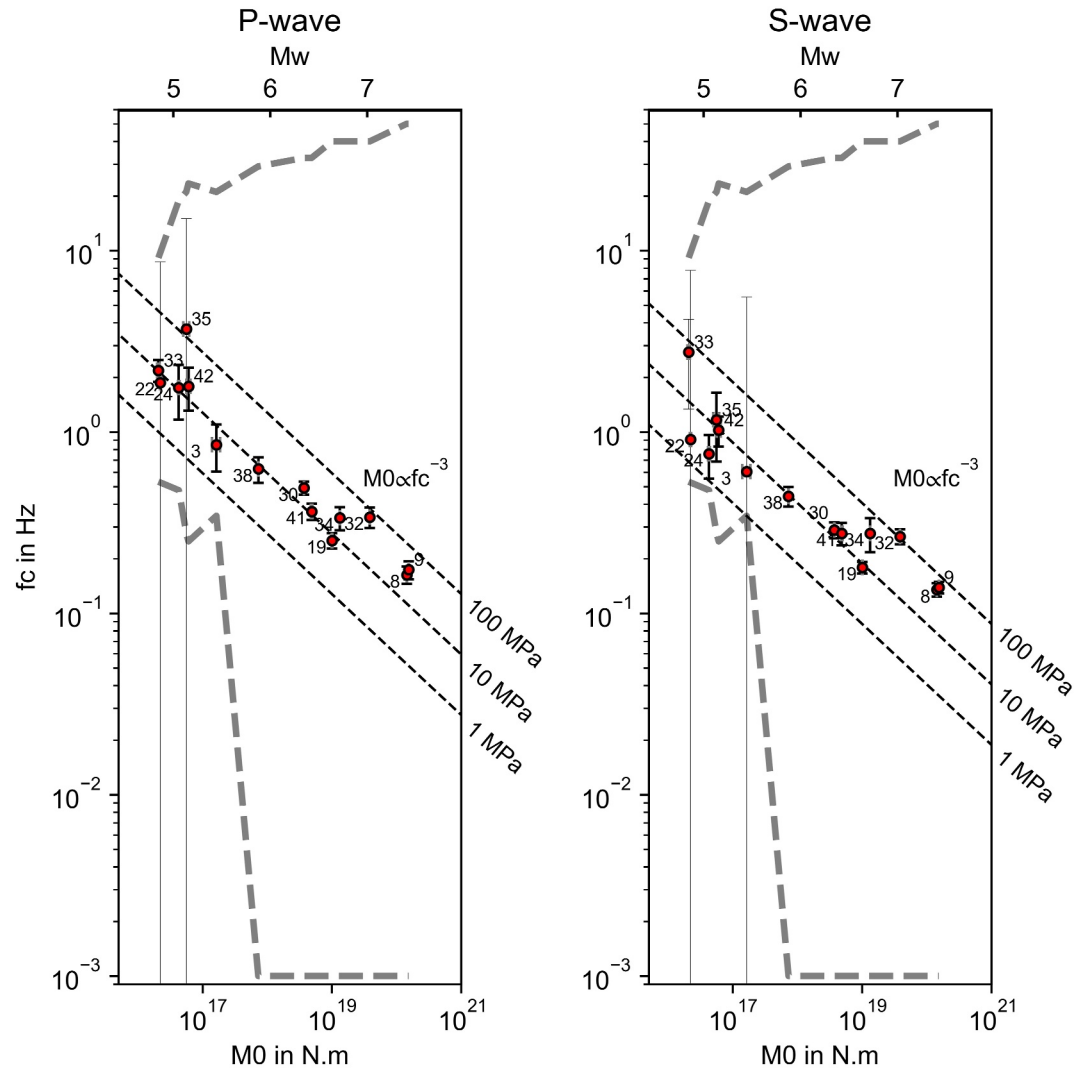 P-wave
Mw
5 6 7
10^1
10^0
10^−1
10^−2
10^−3
fc in Hz
35
33
42
22
24
3
38
30
41
34
32
19
9
8
M0∝fc^−3
100 MPa
10 MPa
1 MPa
10^17 10^19 10^21
M0 in N.m
S-wave
Mw
5 6 7
10^1
10^0
10^−1
10^−2
10^−3
33
35
42
22
24
3
38
30
41
34
32
19
9
8
M0∝fc^−3
100 MPa
10 MPa
1 MPa
10^17 10^19 10^21
M0 in N.m